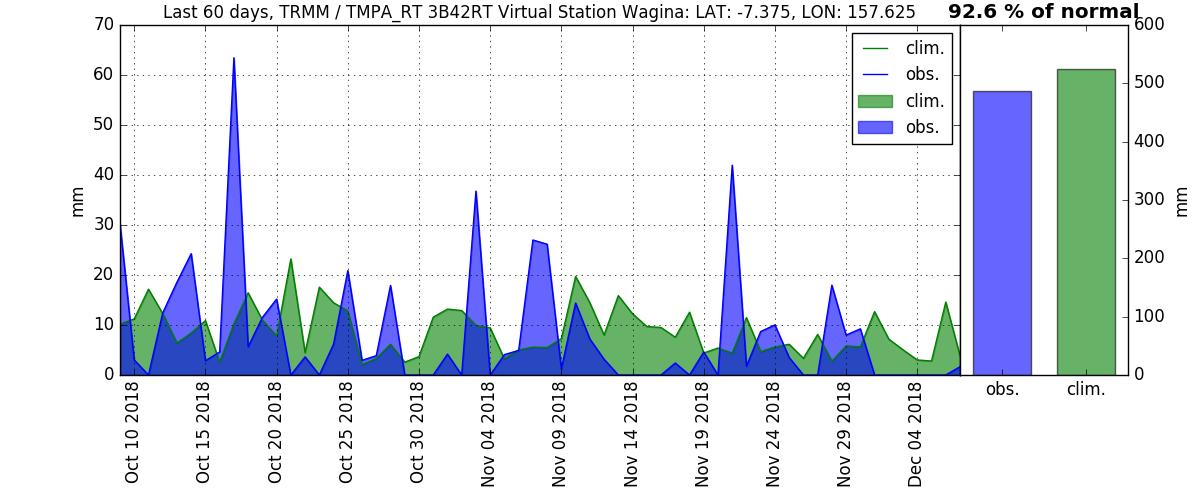 Last 60 days, TRMM / TMPA_RT 3B42RT Virtual Station Wagina: LAT: -7.375, LON: 157.625
92.6 % of normal
70
60
50
40
30
20
10
0
mm
clim.
obs.
clim.
obs.
600
500
400
300
200
100
0
mm
obs.
clim.
Oct 10 2018
Oct 15 2018
Oct 20 2018
Oct 25 2018
Oct 30 2018
Nov 04 2018
Nov 09 2018
Nov 14 2018
Nov 19 2018
Nov 24 2018
Nov 29 2018
Dec 04 2018